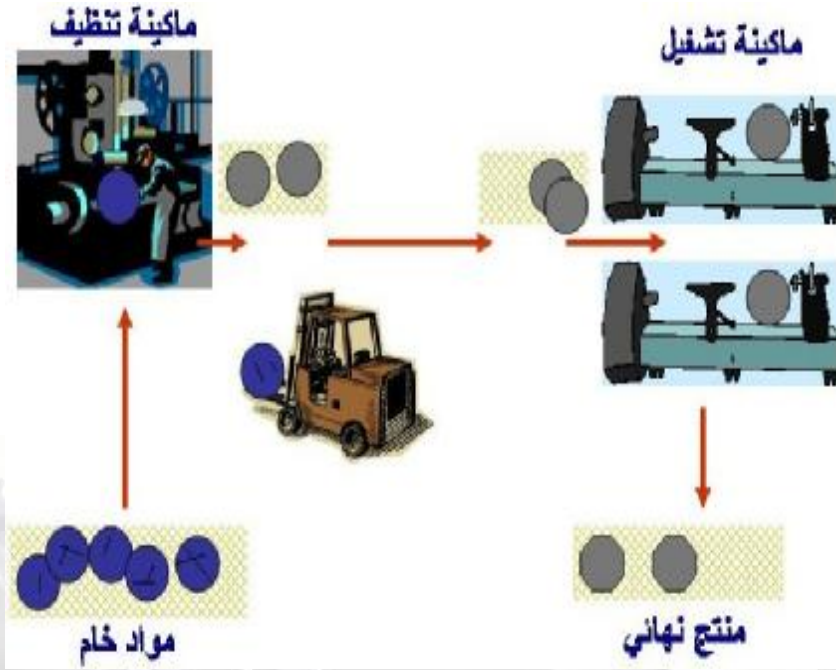 ماكينة تنظيف
ماكينة تشغيل
مواد خام
منتج نهائي